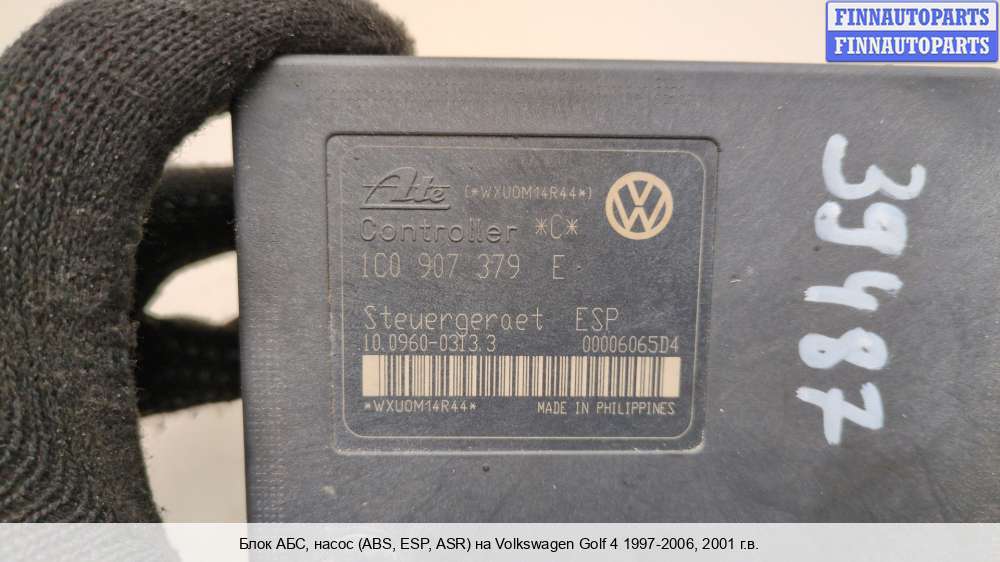 FINNAUTOPARTS
FINNAUTOPARTS
Ate (*WXU0M14R44*)
Controller *C*
1C0 907 379 E
Steuergeraet ESP
10.0960-0313.3 00006065D4
*WXU0M14R44* MADE IN PHILIPPINES
39487
Блок АБС, насос (ABS, ESP, ASR) на Volkswagen Golf 4 1997-2006, 2001 г.в.